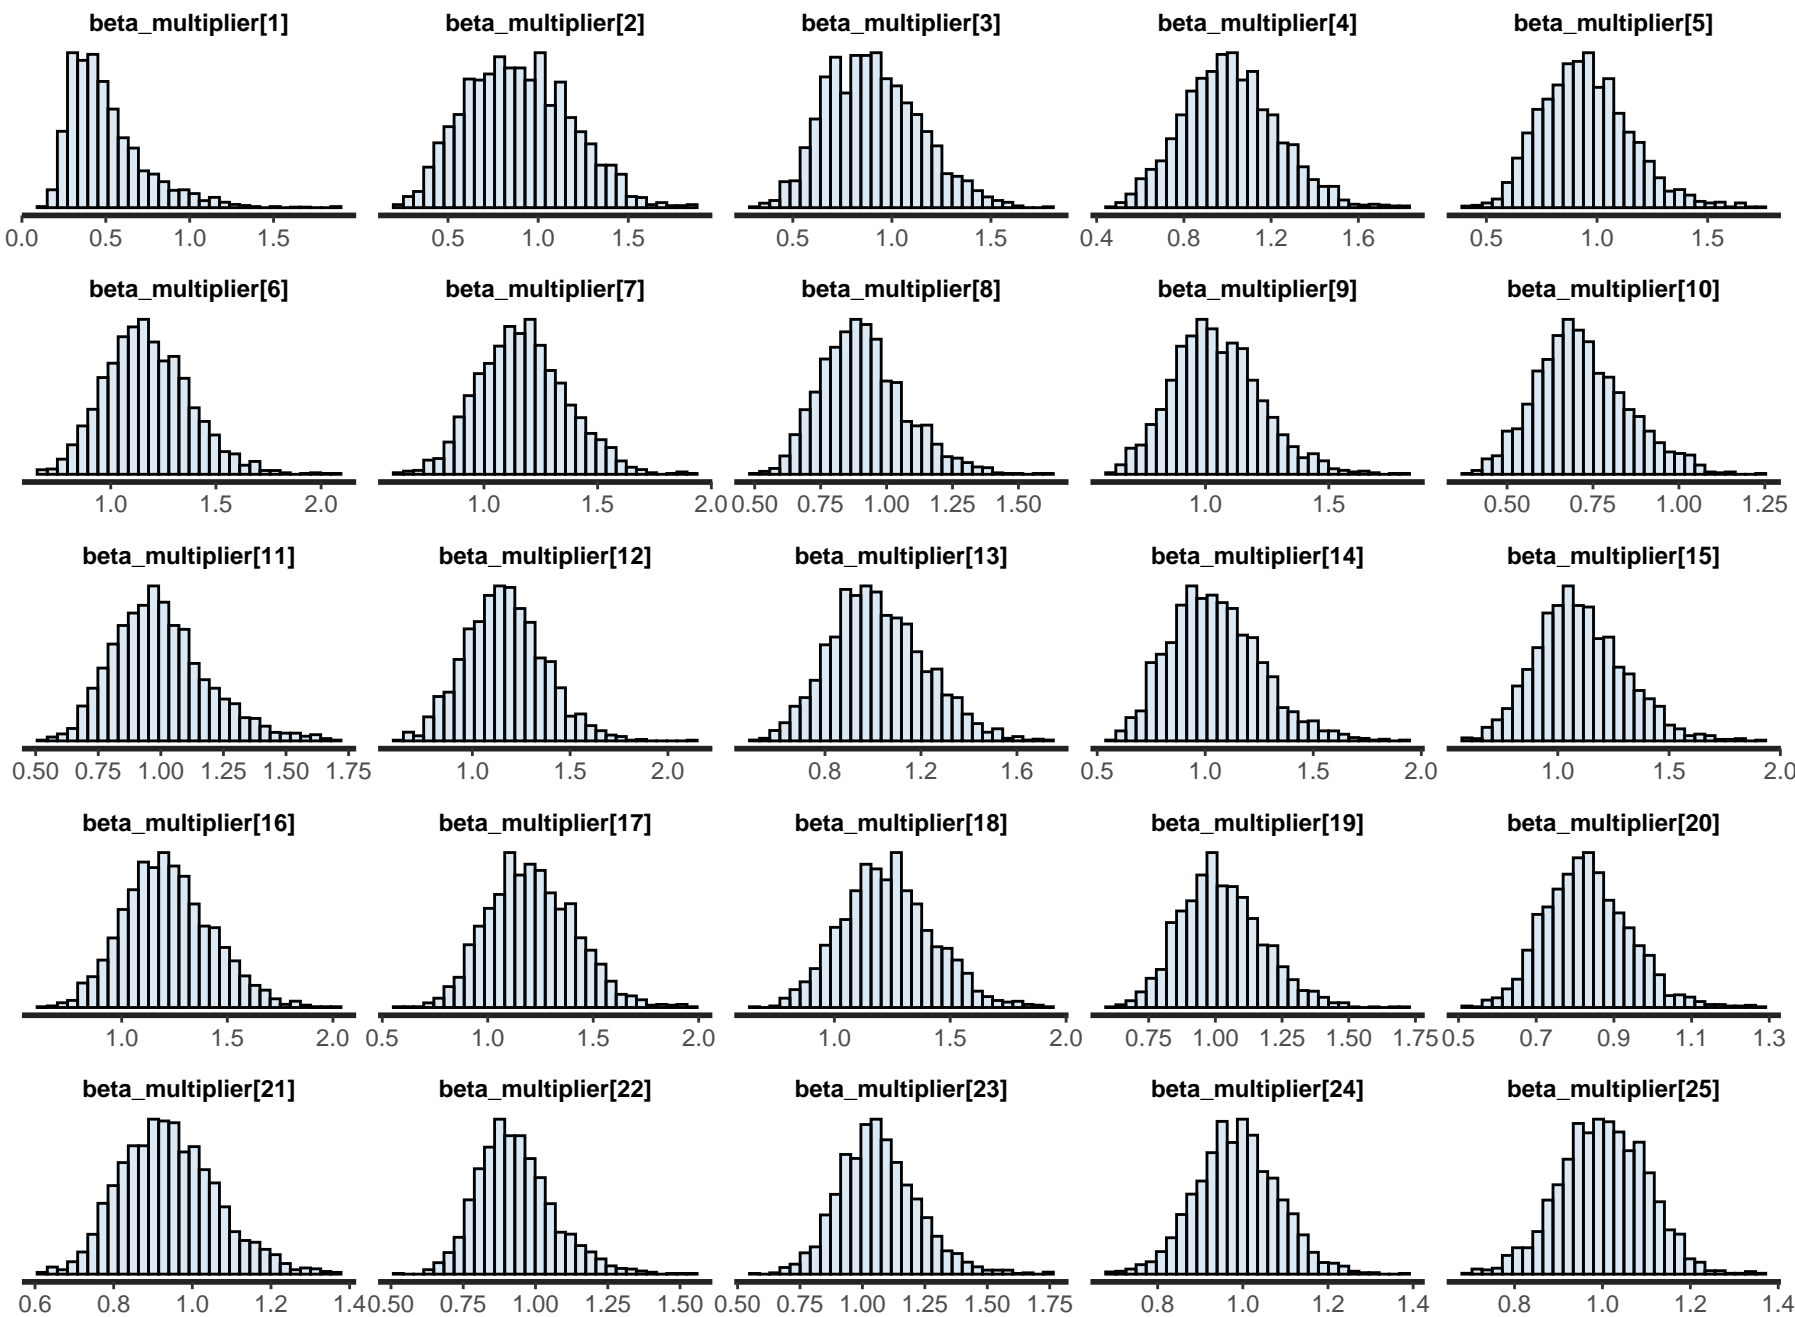 beta_multiplier[1] beta_multiplier[2] beta_multiplier[3] beta_multiplier[4] beta_multiplier[5]
0.0 0.5 1.0 1.5 0.5 1.0 1.5 0.5 1.0 1.5 0.4 0.8 1.2 1.6 0.5 1.0 1.5
beta_multiplier[6] beta_multiplier[7] beta_multiplier[8] beta_multiplier[9] beta_multiplier[10]
1.0 1.5 2.0 1.0 1.5 2.0 0.50 0.75 1.00 1.25 1.50 1.0 1.5 0.50 0.75 1.00 1.25
beta_multiplier[11] beta_multiplier[12] beta_multiplier[13] beta_multiplier[14] beta_multiplier[15]
0.50 0.75 1.00 1.25 1.50 1.75 1.0 1.5 2.0 0.8 1.2 1.6 0.5 1.0 1.5 2.0 1.0 1.5 2.0
beta_multiplier[16] beta_multiplier[17] beta_multiplier[18] beta_multiplier[19] beta_multiplier[20]
1.0 1.5 2.0 0.5 1.0 1.5 2.0 1.0 1.5 2.0 0.75 1.00 1.25 1.50 1.75 0.5 0.7 0.9 1.1 1.3
beta_multiplier[21] beta_multiplier[22] beta_multiplier[23] beta_multiplier[24] beta_multiplier[25]
0.6 0.8 1.0 1.2 1.4 0.50 0.75 1.00 1.25 1.50 0.50 0.75 1.00 1.25 1.50 1.75 0.8 1.0 1.2 1.4 0.8 1.0 1.2 1.4